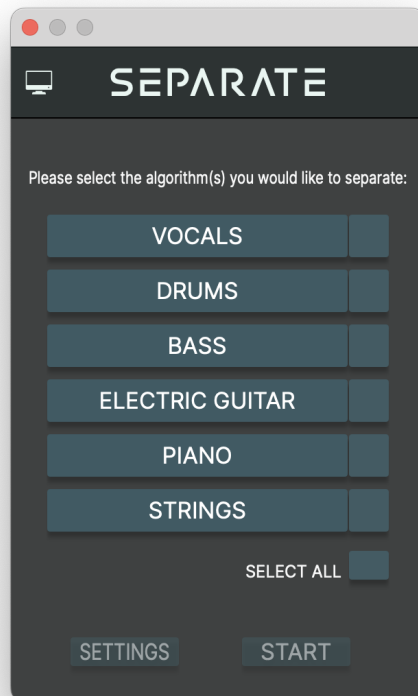 SEPARATE
Please select the algorithm(s) you would like to separate:
VOCALS
DRUMS
BASS
ELECTRIC GUITAR
PIANO
STRINGS
SELECT ALL
SETTINGS START